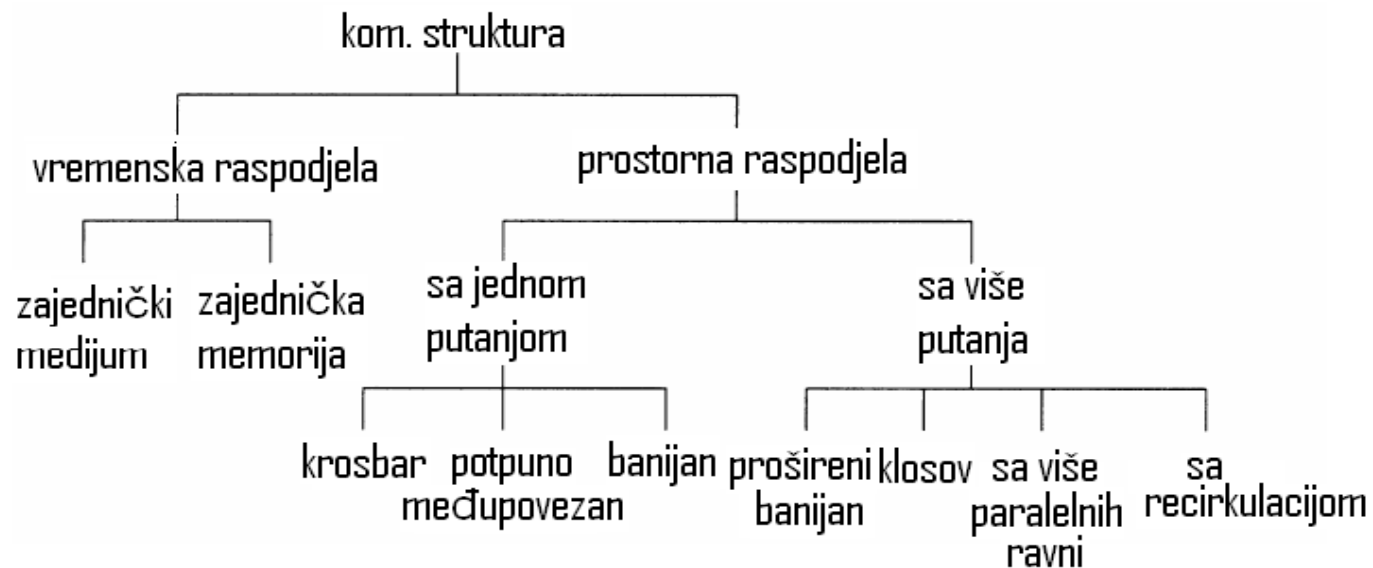 kom. struktura
vremenska raspodjela
prostorna raspodjela
zajednički
medijum
zajednička
memorija
sa jednom
putanjom
sa više
putanja
krosbar
potpuno
međupovezan
banijan
prošireni
banijan
klosov
sa više
paralelnih
ravni
sa
recirkulacijom